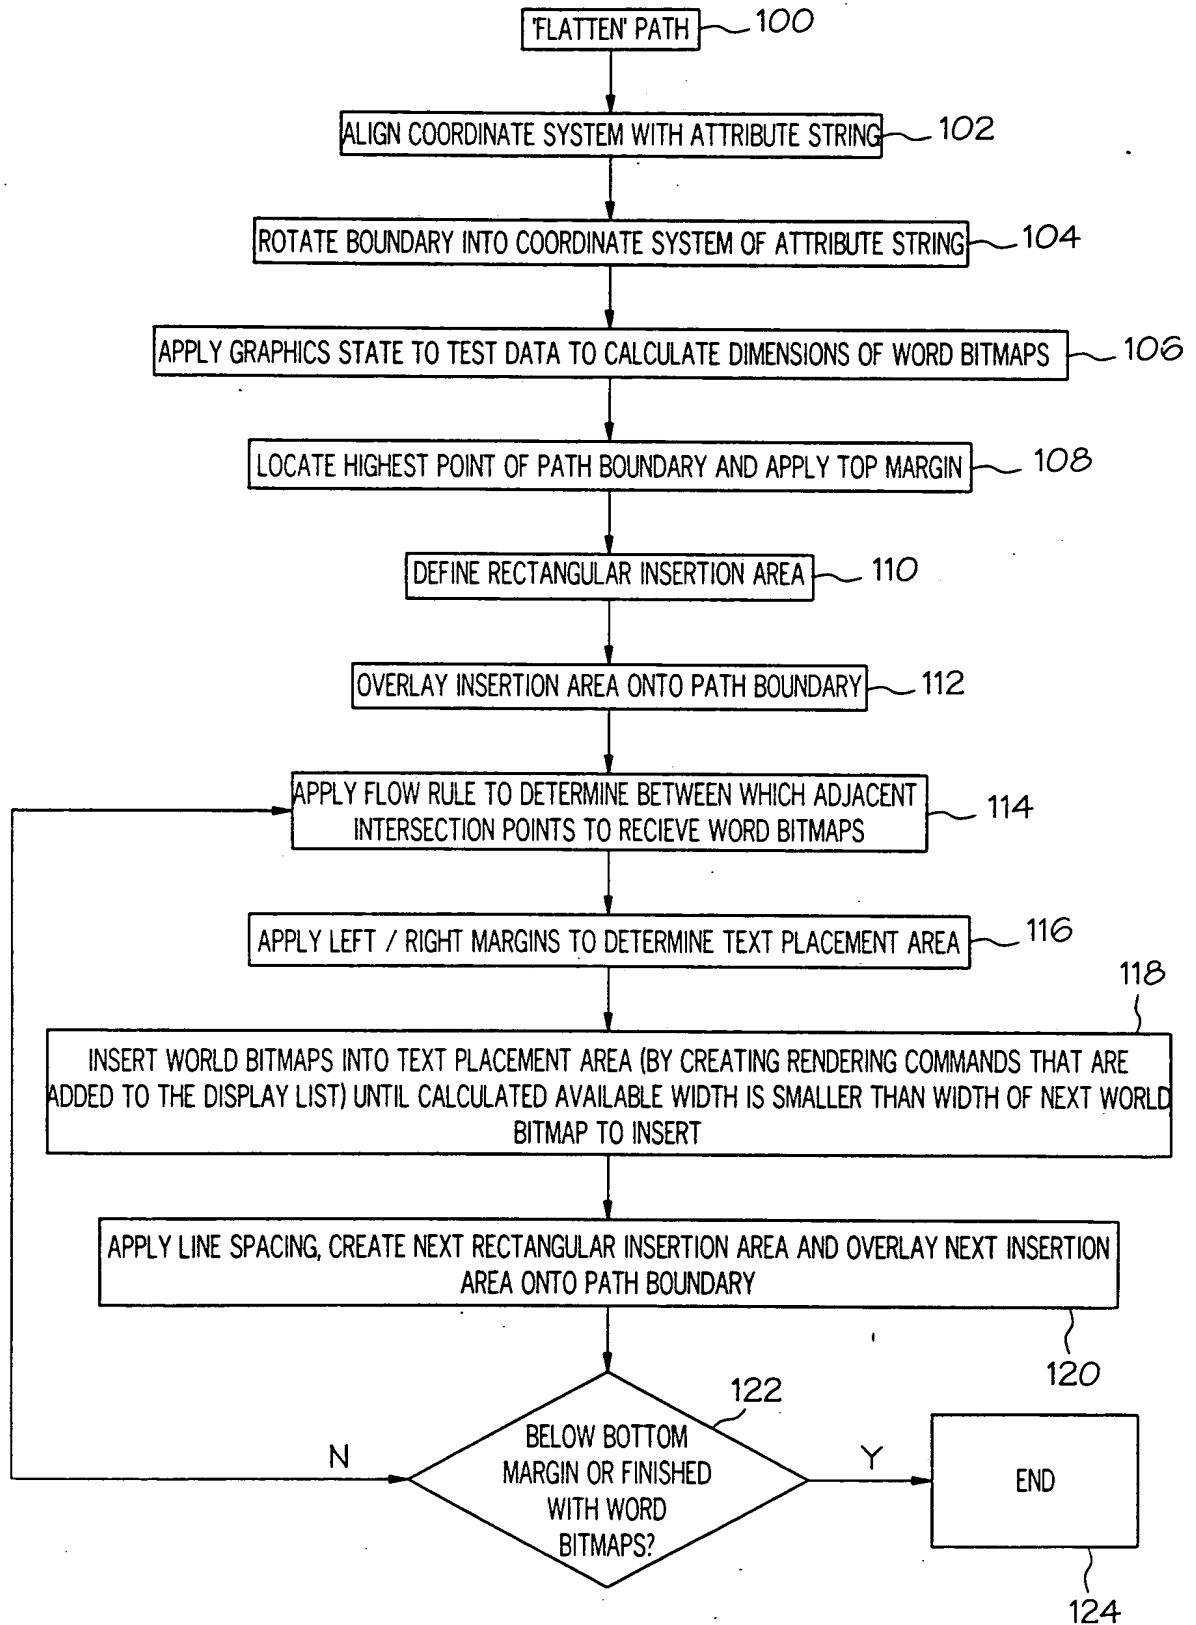 'FLATTEN' PATH
100
ALIGN COORDINATE SYSTEM WITH ATTRIBUTE STRING
102
ROTATE BOUNDARY INTO COORDINATE SYSTEM OF ATTRIBUTE STRING
104
APPLY GRAPHICS STATE TO TEST DATA TO CALCULATE DIMENSIONS OF WORD BITMAPS
106
LOCATE HIGHEST POINT OF PATH BOUNDARY AND APPLY TOP MARGIN
108
DEFINE RECTANGULAR INSERTION AREA
110
OVERLAY INSERTION AREA ONTO PATH BOUNDARY
112
APPLY FLOW RULE TO DETERMINE BETWEEN WHICH ADJACENT
INTERSECTION POINTS TO RECIEVE WORD BITMAPS
114
APPLY LEFT / RIGHT MARGINS TO DETERMINE TEXT PLACEMENT AREA
116
118
INSERT WORLD BITMAPS INTO TEXT PLACEMENT AREA (BY CREATING RENDERING COMMANDS THAT ARE
ADDED TO THE DISPLAY LIST) UNTIL CALCULATED AVAILABLE WIDTH IS SMALLER THAN WIDTH OF NEXT WORLD
BITMAP TO INSERT
APPLY LINE SPACING, CREATE NEXT RECTANGULAR INSERTION AREA AND OVERLAY NEXT INSERTION
AREA ONTO PATH BOUNDARY
120
122
BELOW BOTTOM
MARGIN OR FINISHED
WITH WORD
BITMAPS?
N
Y
END
124